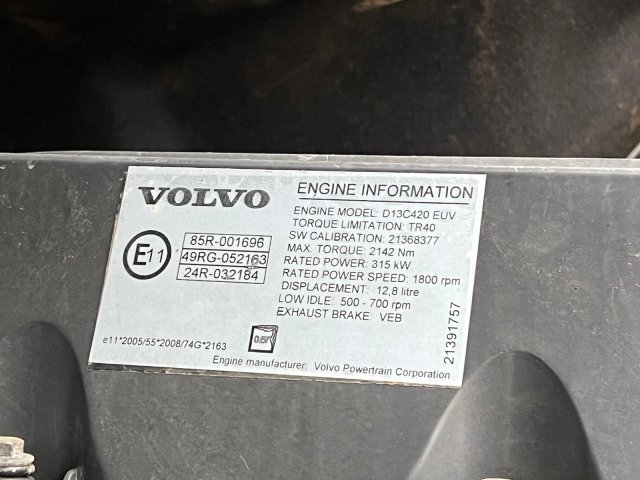 VOLVO
ENGINE INFORMATION
ENGINE MODEL: D13C420 EUV
TORQUE LIMITATION: TR40
SW CALIBRATION: 21368377
MAX. TORQUE: 2142 Nm
RATED POWER: 315 kW
RATED POWER SPEED: 1800 rpm
DISPLACEMENT: 12,8 litre
LOW IDLE: 500 - 700 rpm
EXHAUST BRAKE: VEB
E11
85R-001696
49RG-052163
24R-032184
0.57
e11*2005/55*2008/74G*2163
Engine manufacturer: Volvo Powertrain Corporation
21391757